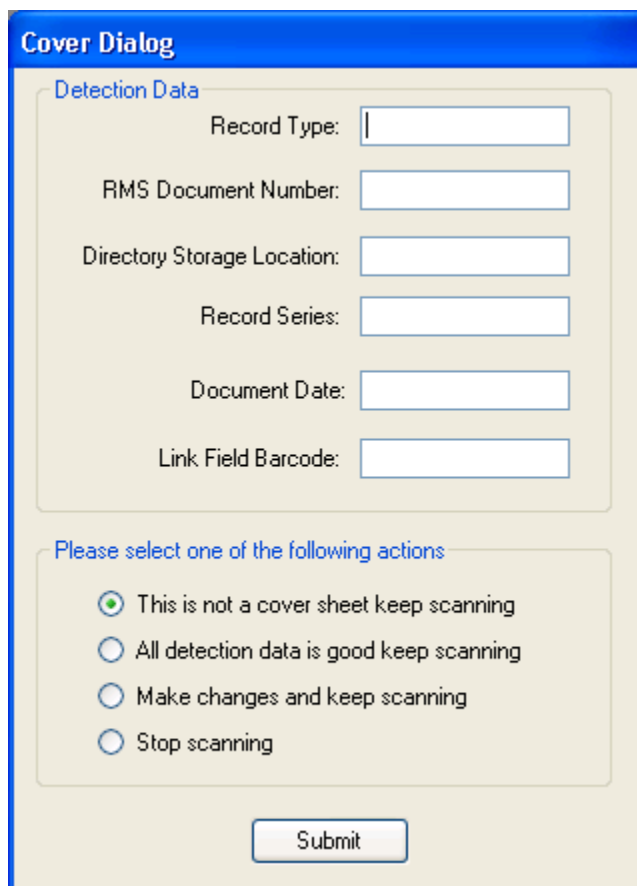 Cover Dialog
Detection Data
Record Type:
RMS Document Number:
Directory Storage Location:
Record Series:
Document Date:
Link Field Barcode:
Please select one of the following actions
This is not a cover sheet keep scanning
All detection data is good keep scanning
Make changes and keep scanning
Stop scanning
Submit